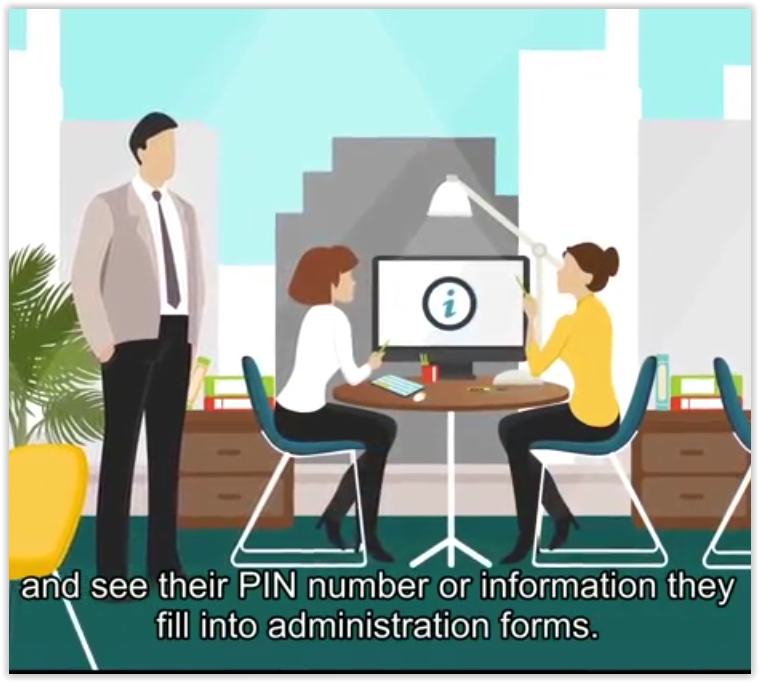 i
and see their PIN number or information they
fill into administration forms.